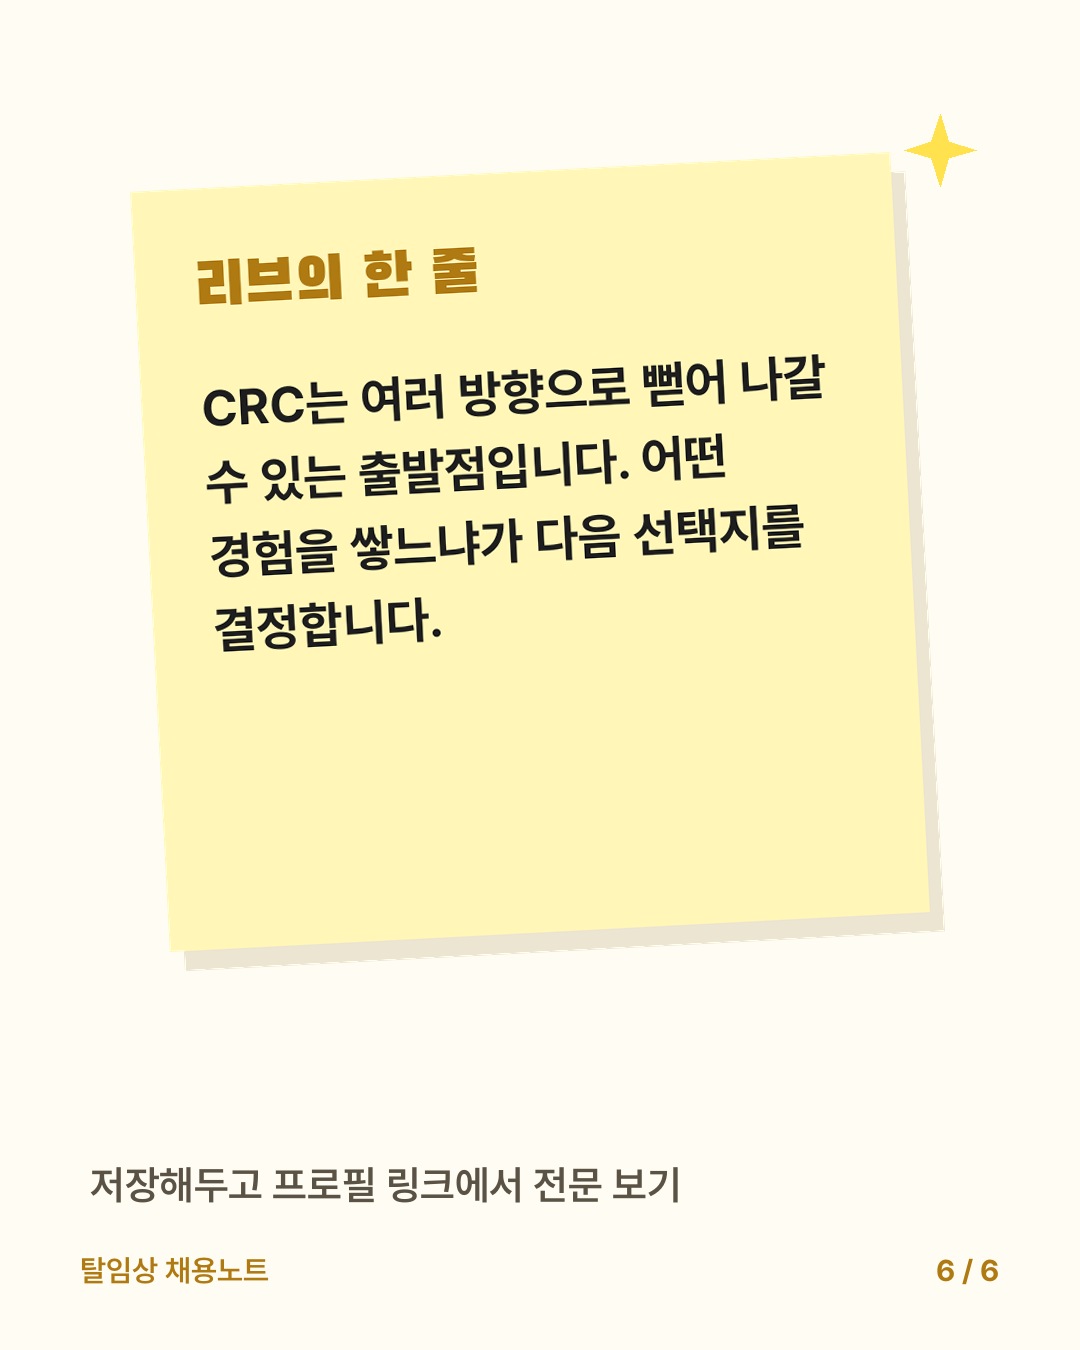 리브의 한 줄
CRC는 여러 방향으로 뻗어 나갈
수 있는 출발점입니다. 어떤
경험을 쌓느냐가 다음 선택지를
결정합니다.
저장해두고 프로필 링크에서 전문 보기
탈임상 채용노트
6 / 6